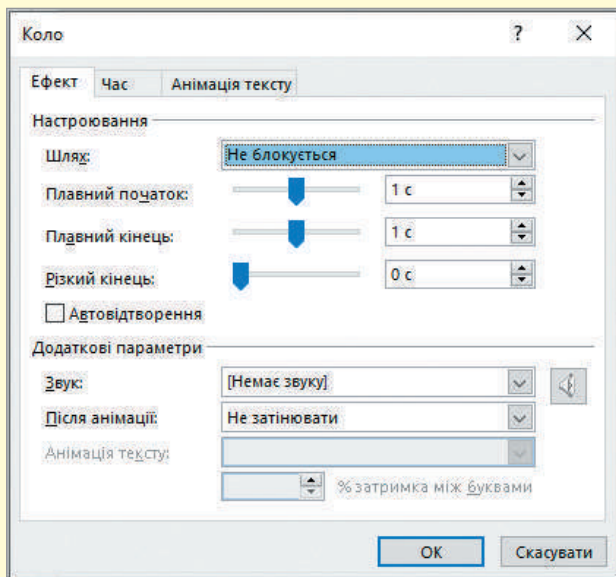 Коло ?
Ефект Час Анімація тексту
Настроювання
Шлях: Не блокується
Плавний початок: 1 с
Плавний кінець: 1 с
Різкий кінець: 0 с
Автовідтворення
Додаткові параметри
Звук: [Немає звуку]
Після анімації: Не затінювати
Анімація тексту:
% затримка між буквами
ОК Скасувати